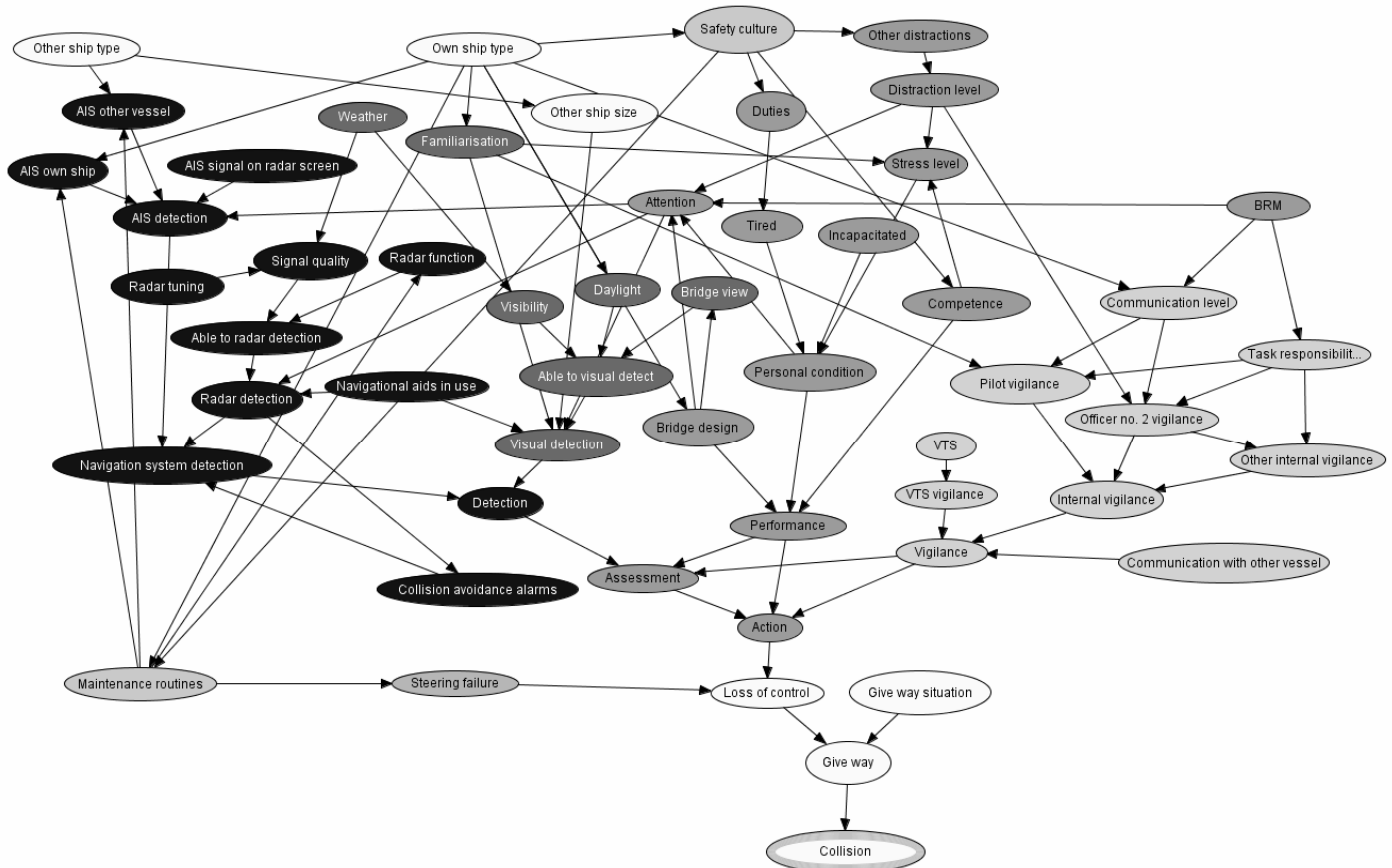 Safety culture
Other distractions
Other ship type
Own ship type
Distraction level
AIS other vessel
Weather
Other ship size
Duties
Familiarisation
AIS own ship
AIS signal on radar screen
Stress level
AIS detection
Attention
BRM
Tired
Incapacitated
Signal quality
Radar function
Radar tuning
Daylight
Bridge view
Visibility
Competence
Communication level
Able to radar detection
Task responsibilit...
Able to visual detect
Personal condition
Pilot vigilance
Navigational aids in use
Radar detection
Bridge design
Officer no. 2 vigilance
Visual detection
VTS
Navigation system detection
Other internal vigilance
Detection
VTS vigilance
Internal vigilance
Performance
Vigilance
Communication with other vessel
Assessment
Collision avoidance alarms
Action
Maintenance routines
Steering failure
Loss of control
Give way situation
Give way
Collision